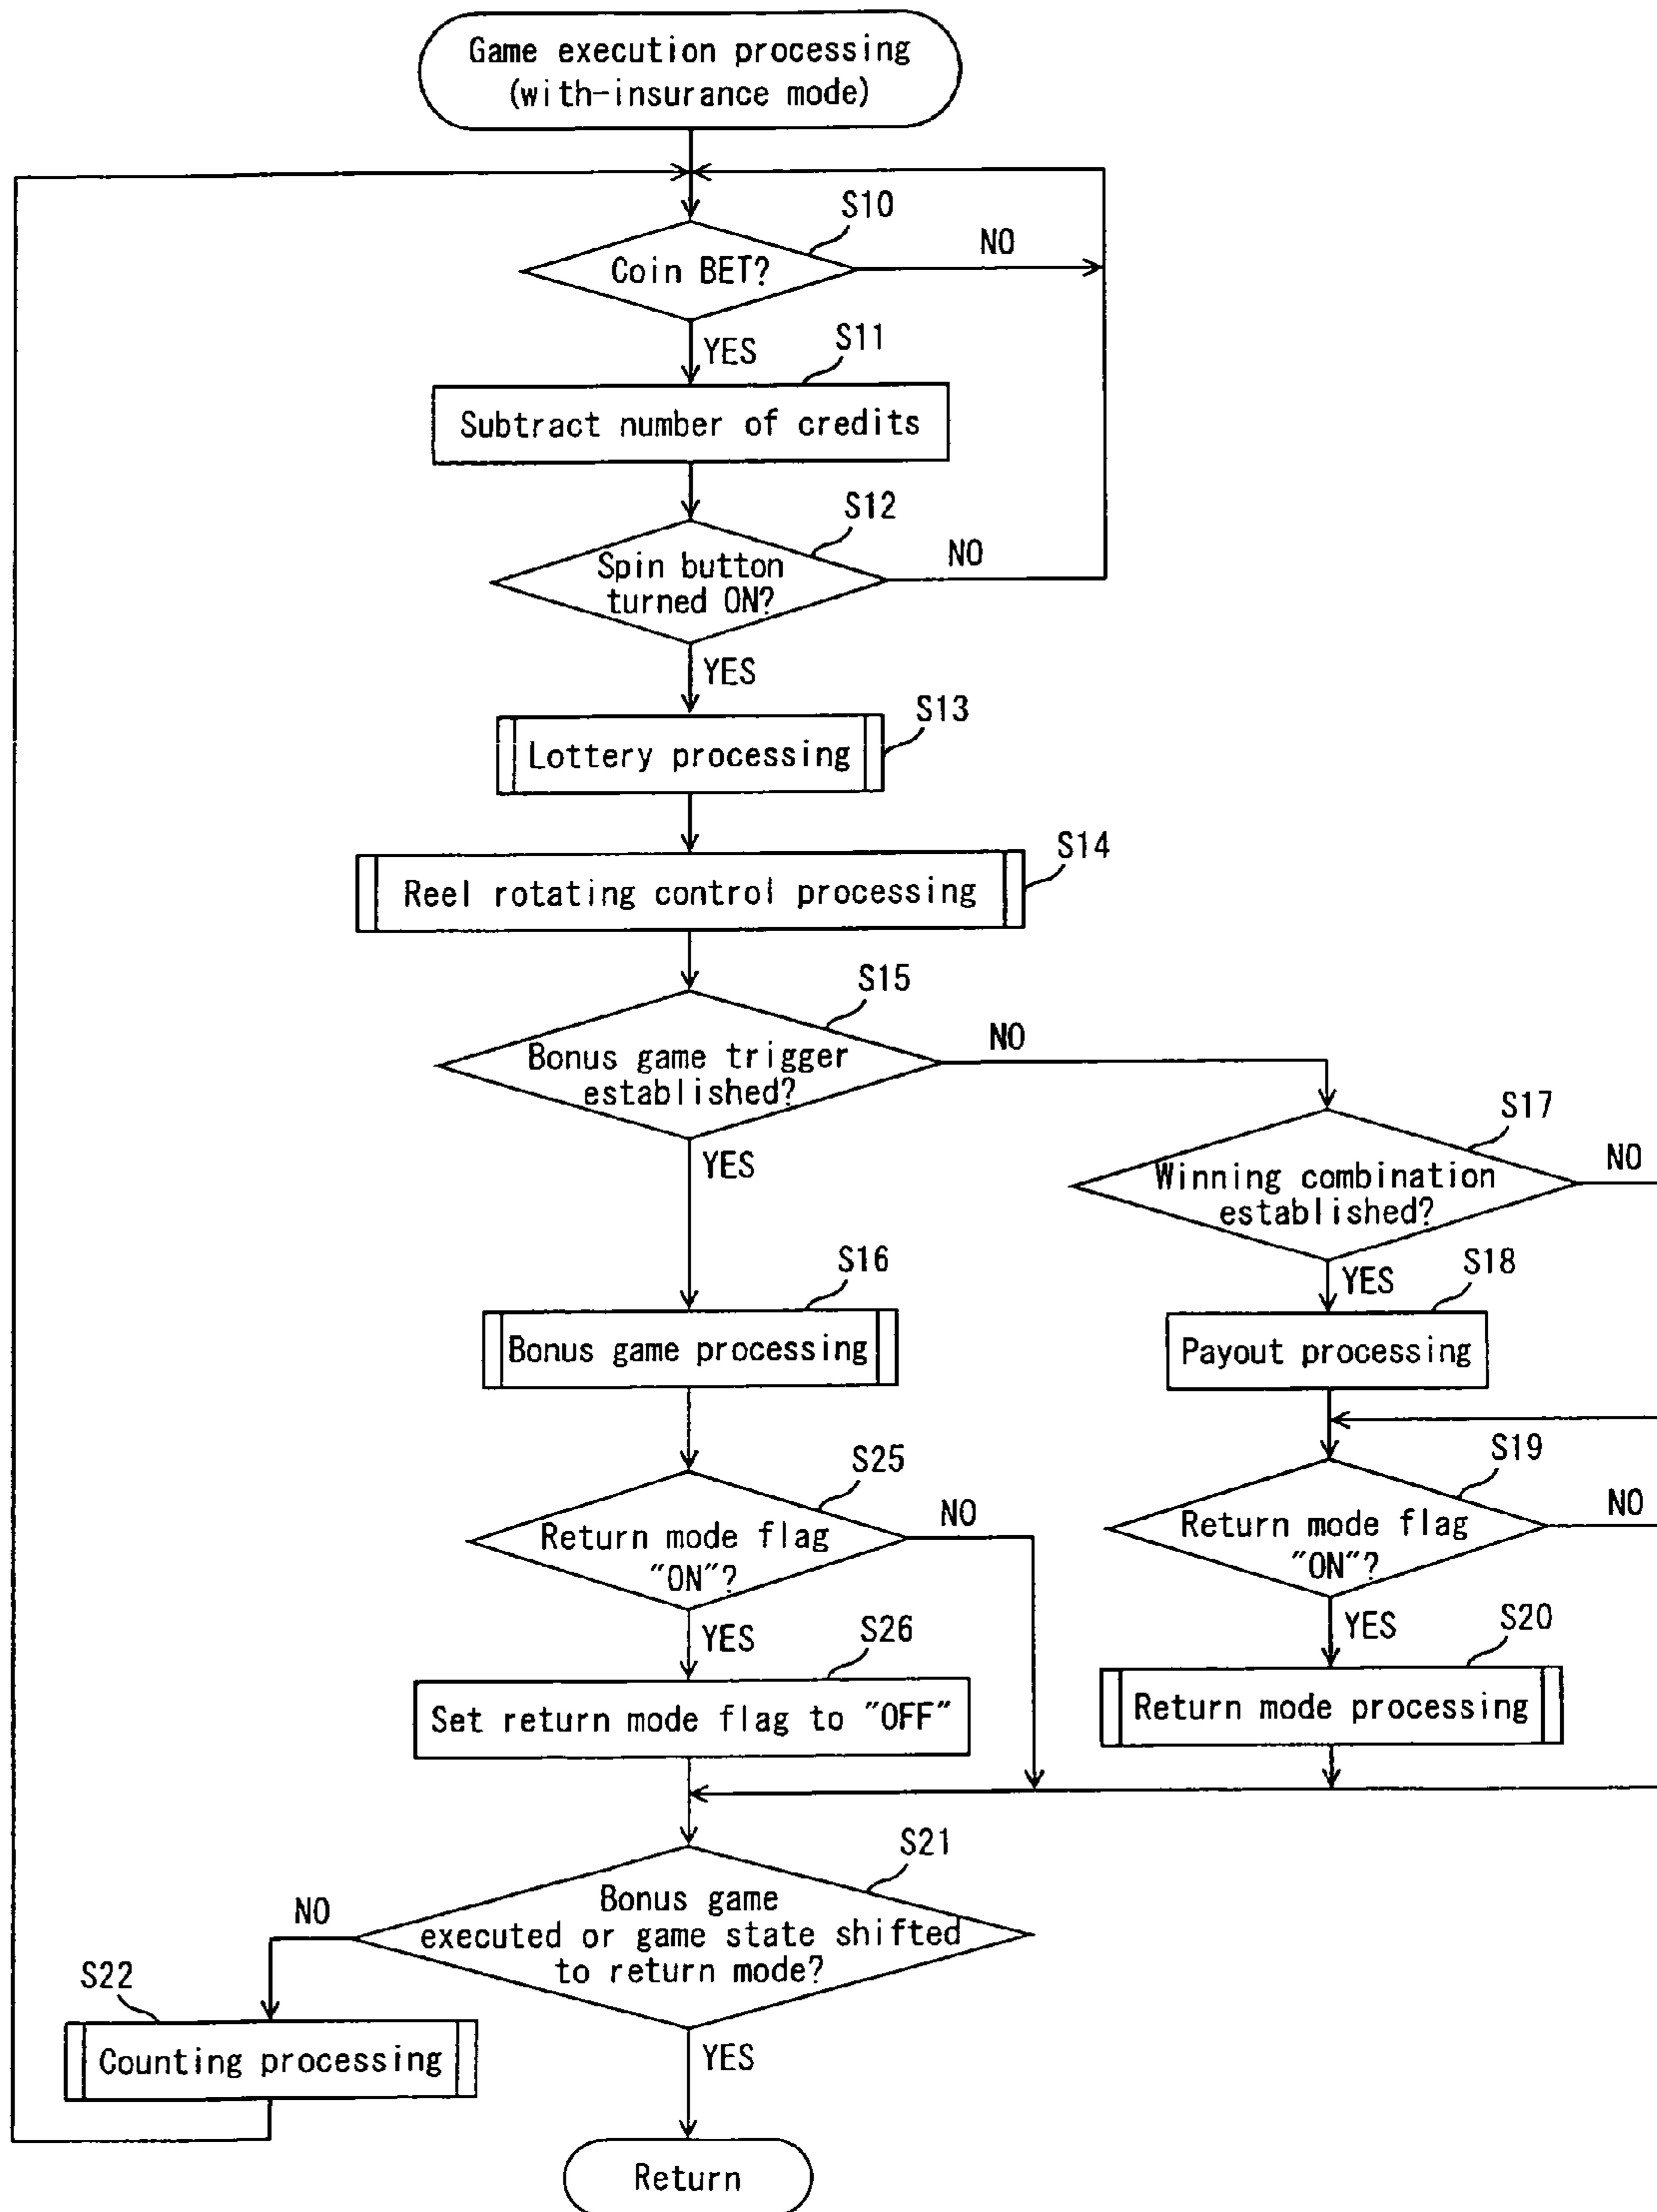 Game execution processing
(with-insurance mode)
S10
Coin BET?
NO
YES
S11
Subtract number of credits
S12
Spin button
turned ON?
NO
YES
S13
Lottery processing
S14
Reel rotating control processing
S15
Bonus game trigger
established?
NO
YES
S17
Winning combination
established?
NO
YES
S16
Bonus game processing
S18
Payout processing
S25
Return mode flag
"ON"?
NO
YES
S19
Return mode flag
"ON"?
NO
YES
S26
Set return mode flag to "OFF"
S20
Return mode processing
S21
Bonus game
executed or game state shifted
to return mode?
NO
YES
S22
Counting processing
Return